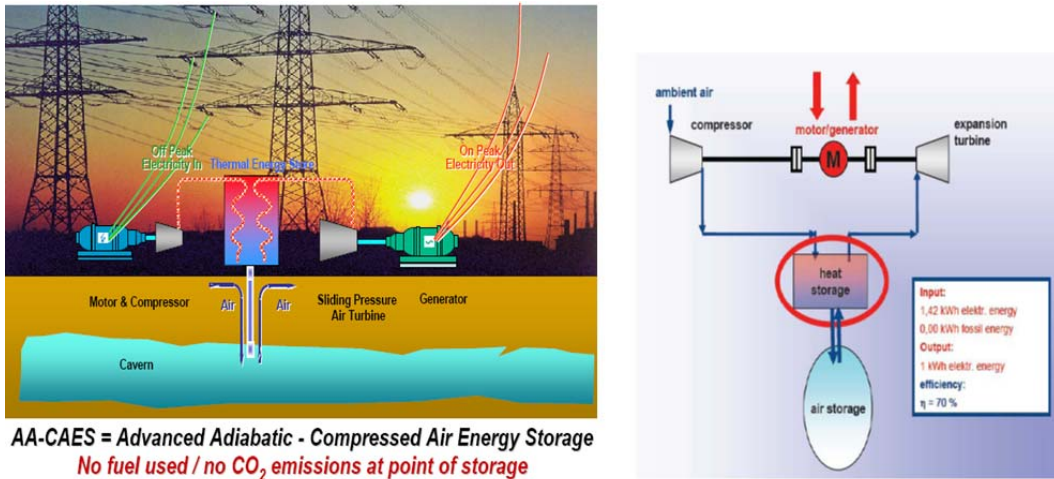 Off Peak
Electricity In
Thermal Energy Store
On Peak
Electricity Out
Motor & Compressor
Air
Air
Sliding Pressure
Air Turbine
Generator
Cavern
AA-CAES = Advanced Adiabatic - Compressed Air Energy Storage
No fuel used / no CO₂ emissions at point of storage
ambient air
compressor
motor/generator
expansion
turbine
M
heat
storage
air storage
Input:
1,42 kWh elektr. energy
0,00 kWh fossil energy
Output:
1 kWh elektr. energy
efficiency:
η = 70 %